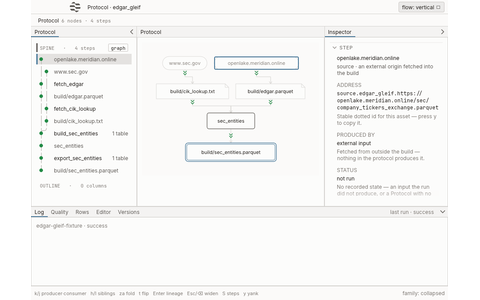 Protocol · edgar_gleif
flow: vertical
Protocol 6 nodes · 4 steps
Protocol
SPINE · 4 steps graph
openlake.meridian.online
www.sec.gov
fetch_edgar
build/edgar.parquet
fetch_cik_lookup
build/cik_lookup.txt
build_sec_entities 1 table
sec_entities
export_sec_entities 1 table
build/sec_entities.parquet
OUTLINE · 0 columns
Protocol
www.sec.gov
openlake.meridian.online
build/cik_lookup.txt
build/edgar.parquet
sec_entities
build/sec_entities.parquet
Inspector
STEP
openlake.meridian.online
source · an external origin fetched into
the build
ADDRESS
source.edgar_gleif.https://
openlake.meridian.online/sec/
company_tickers_exchange.parquet
Stable dotted id for this asset — press y
to copy it.
PRODUCED BY
external input
Fetched from outside the build —
nothing in the protocol produces it.
STATUS
not run
No recorded state — an input the run
did not produce, or a Protocol with no
Log Quality Rows Editor Versions
last run · success
edgar-gleif-fixture · success
k/j producer·consumer h/l siblings za fold t flip Enter lineage Esc/⌫ widen S steps y yank
family: collapsed